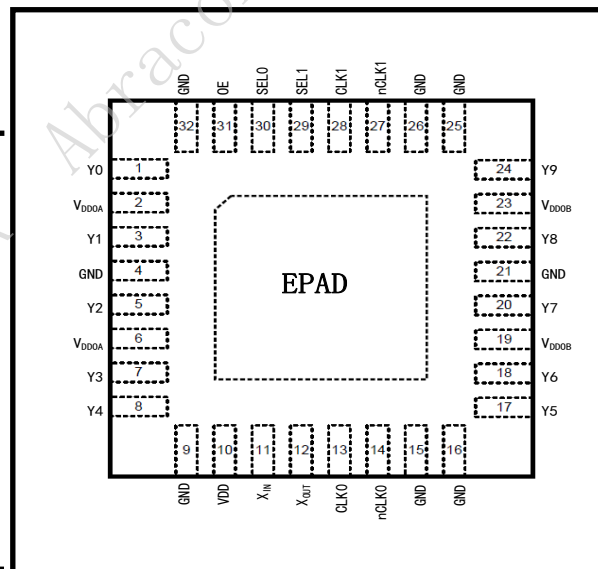 Abracon
GND OE SEL0 SEL1 CLK1 nCLK1 GND GND
32 31 30 29 28 27 26 25
Y0 1 24 Y9
VDDOA 2 23 VDDOB
Y1 3 22 Y8
GND 4 21 GND
EPAD
Y2 5 20 Y7
VDDOA 6 19 VDDOB
Y3 7 18 Y6
Y4 8 17 Y5
9 10 11 12 13 14 15 16
GND VDD XIN XOUT CLK0 nCLK0 GND GND